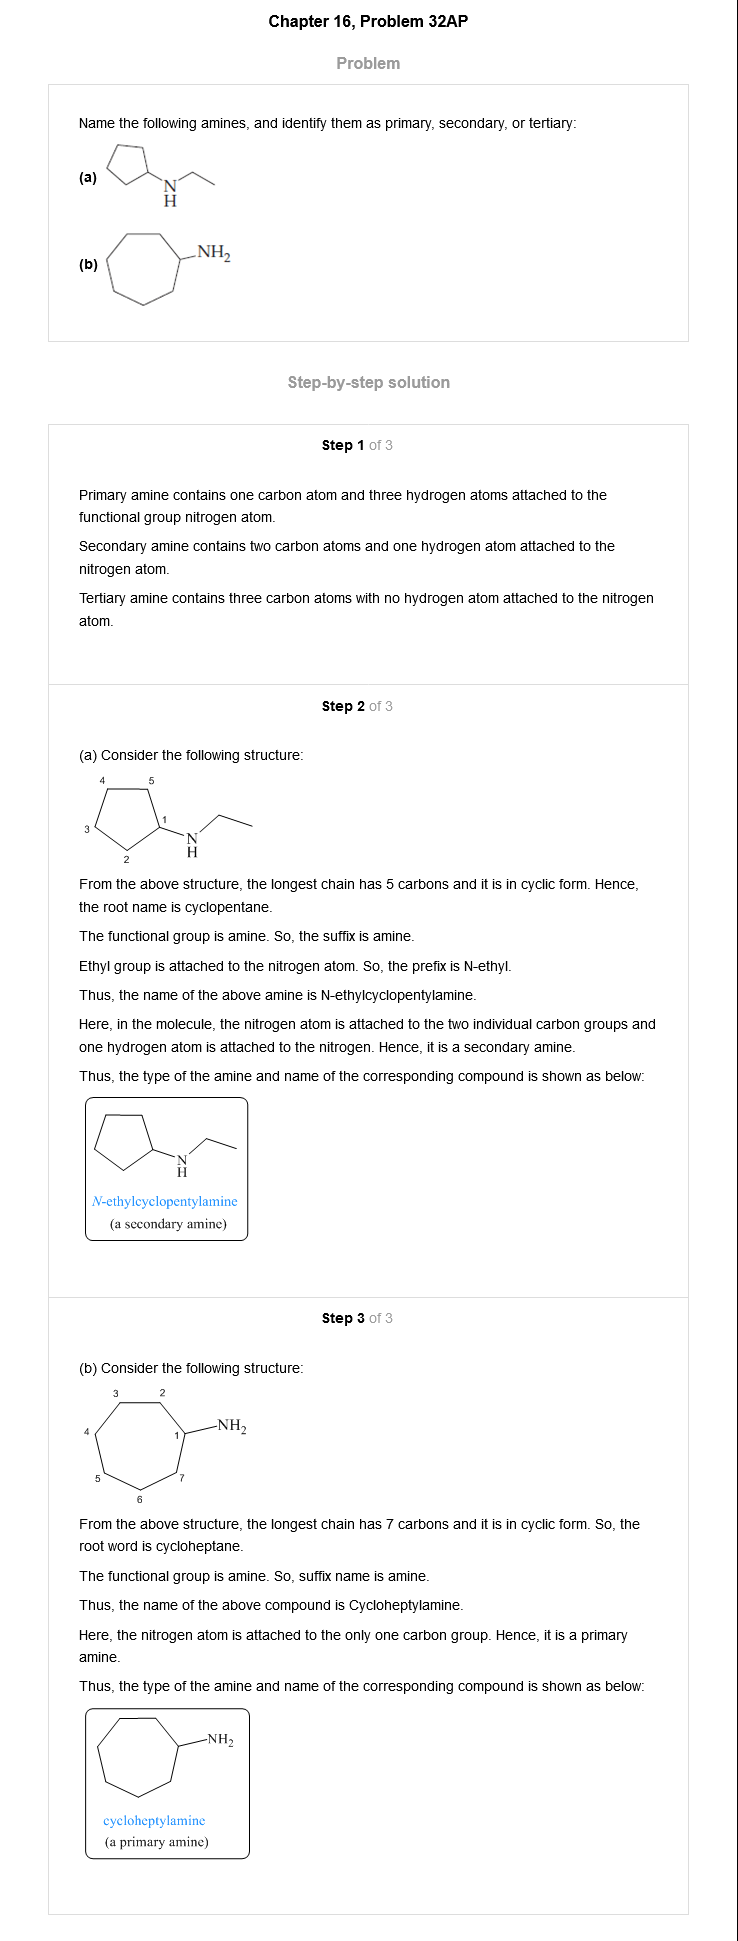 Chapter 16, Problem 32AP
Problem
Name the following amines, and identify them as primary, secondary, or tertiary:
(a)
N
H
(b)
NH2
Step-by-step solution
Step 1 of 3
Primary amine contains one carbon atom and three hydrogen atoms attached to the
functional group nitrogen atom.
Secondary amine contains two carbon atoms and one hydrogen atom attached to the
nitrogen atom.
Tertiary amine contains three carbon atoms with no hydrogen atom attached to the nitrogen
atom.
Step 2 of 3
(a) Consider the following structure:
4 5
3 1
N
H
2
From the above structure, the longest chain has 5 carbons and it is in cyclic form. Hence,
the root name is cyclopentane.
The functional group is amine. So, the suffix is amine.
Ethyl group is attached to the nitrogen atom. So, the prefix is N-ethyl.
Thus, the name of the above amine is N-ethylcyclopentylamine.
Here, in the molecule, the nitrogen atom is attached to the two individual carbon groups and
one hydrogen atom is attached to the nitrogen. Hence, it is a secondary amine.
Thus, the type of the amine and name of the corresponding compound is shown as below:
N
H
N-ethylcyclopentylamine
(a secondary amine)
Step 3 of 3
(b) Consider the following structure:
3 2
4 1 NH2
5 7
6
From the above structure, the longest chain has 7 carbons and it is in cyclic form. So, the
root word is cycloheptane.
The functional group is amine. So, suffix name is amine.
Thus, the name of the above compound is Cycloheptylamine.
Here, the nitrogen atom is attached to the only one carbon group. Hence, it is a primary
amine.
Thus, the type of the amine and name of the corresponding compound is shown as below:
NH2
cycloheptylamine
(a primary amine)